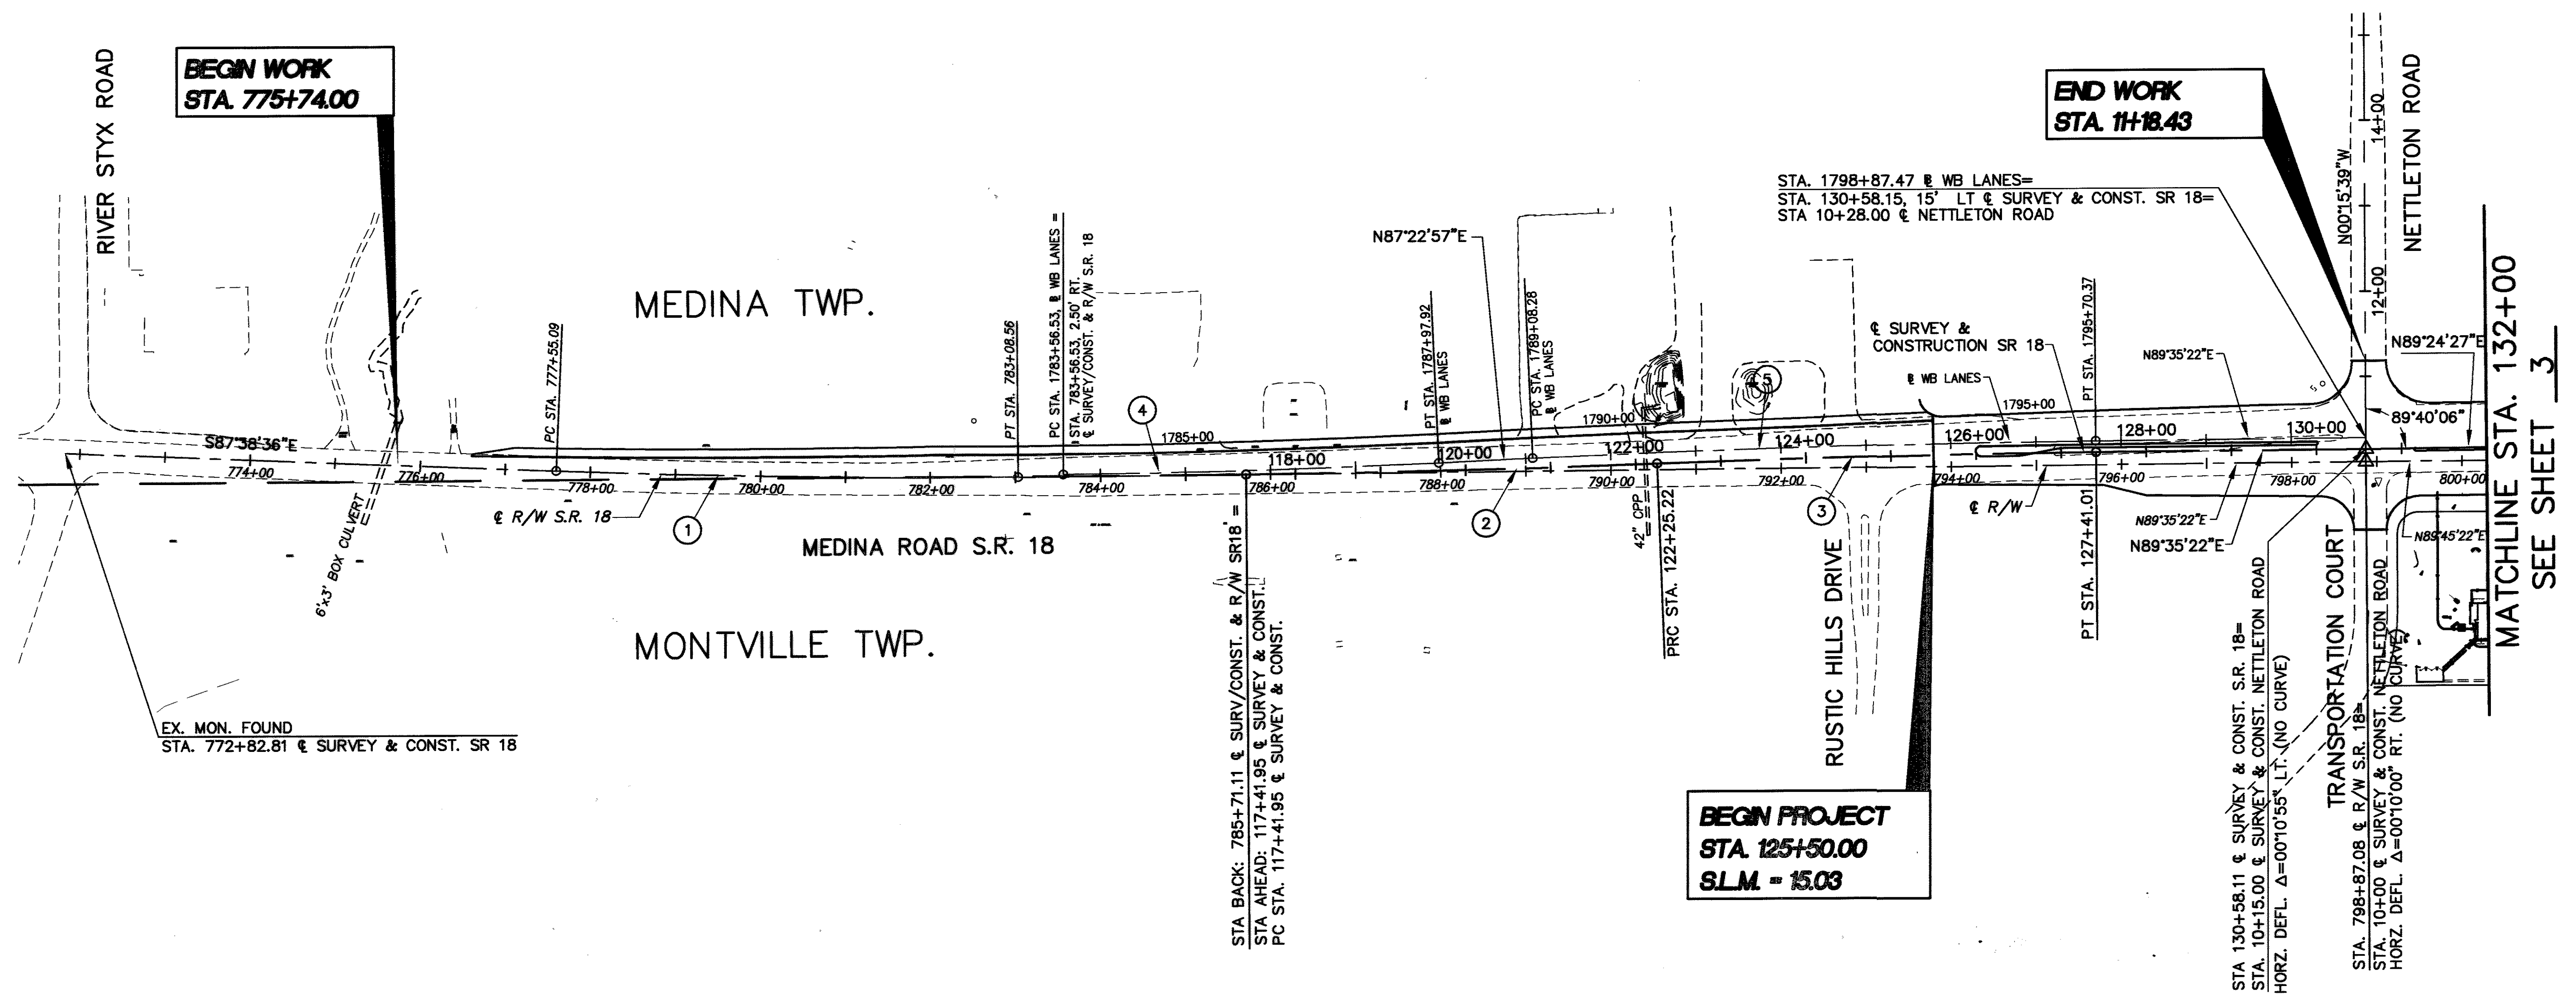 RIVER STYX ROAD
BEGIN WORK
STA. 775+74.00
MEDINA TWP.
S87°38'36"E
774+00
776+00
778+00
780+00
782+00
784+00
786+00
788+00
790+00
792+00
794+00
796+00
798+00
800+00
6'x3' BOX CULVERT
EX. MON. FOUND
STA. 772+82.81 ℄ SURVEY & CONST. SR 18
PC STA. 777+55.09
PT STA. 783+08.56
PC STA. 1783+56.53, ⅊ WB LANES =
STA. 783+56.53, 2.50' RT.
℄ SURVEY/CONST. & R/W S.R. 18
℄ R/W S.R. 18
1
4
2
3
5
MEDINA ROAD S.R. 18
MONTVILLE TWP.
1785+00
1790+00
1795+00
118+00
120+00
122+00
124+00
126+00
128+00
130+00
STA BACK: 785+71.11 ℄ SURV/CONST. & R/W SR18 =
STA AHEAD: 117+41.95 ℄ SURVEY & CONST.
PC STA. 117+41.95 ℄ SURVEY & CONST.
N87°22'57"E
PT STA. 1787+97.92
⅊ WB LANES
PC STA. 1789+08.28
⅊ WB LANES
42" CPP
PRC STA. 122+25.22
RUSTIC HILLS DRIVE
BEGIN PROJECT
STA. 125+50.00
S.L.M. = 15.03
END WORK
STA. 11+18.43
STA. 1798+87.47 ⅊ WB LANES=
STA. 130+58.15, 15' LT ℄ SURVEY & CONST. SR 18=
STA 10+28.00 ℄ NETTLETON ROAD
℄ SURVEY &
CONSTRUCTION SR 18
⅊ WB LANES
PT STA. 1795+70.37
N89°35'22"E
℄ R/W
PT STA. 127+41.01
N89°35'22"E
N89°35'22"E
N0°15'39"W
14+00
12+00
NETTLETON ROAD
N89°24'27"E
89°40'06"
N89°45'22"E
TRANSPORTATION COURT
STA 130+58.11 ℄ SURVEY & CONST. S.R. 18=
STA. 10+15.00 ℄ SURVEY & CONST. NETTLETON ROAD
HORZ. DEFL. Δ=00°10'55" LT. (NO CURVE)
STA. 798+87.08 ℄ R/W S.R. 18=
STA. 10+00 ℄ SURVEY & CONST. NETTLETON ROAD
HORZ. DEFL. Δ=00°10'00" RT. (NO CURVE)
MATCHLINE STA. 132+00
SEE SHEET 3